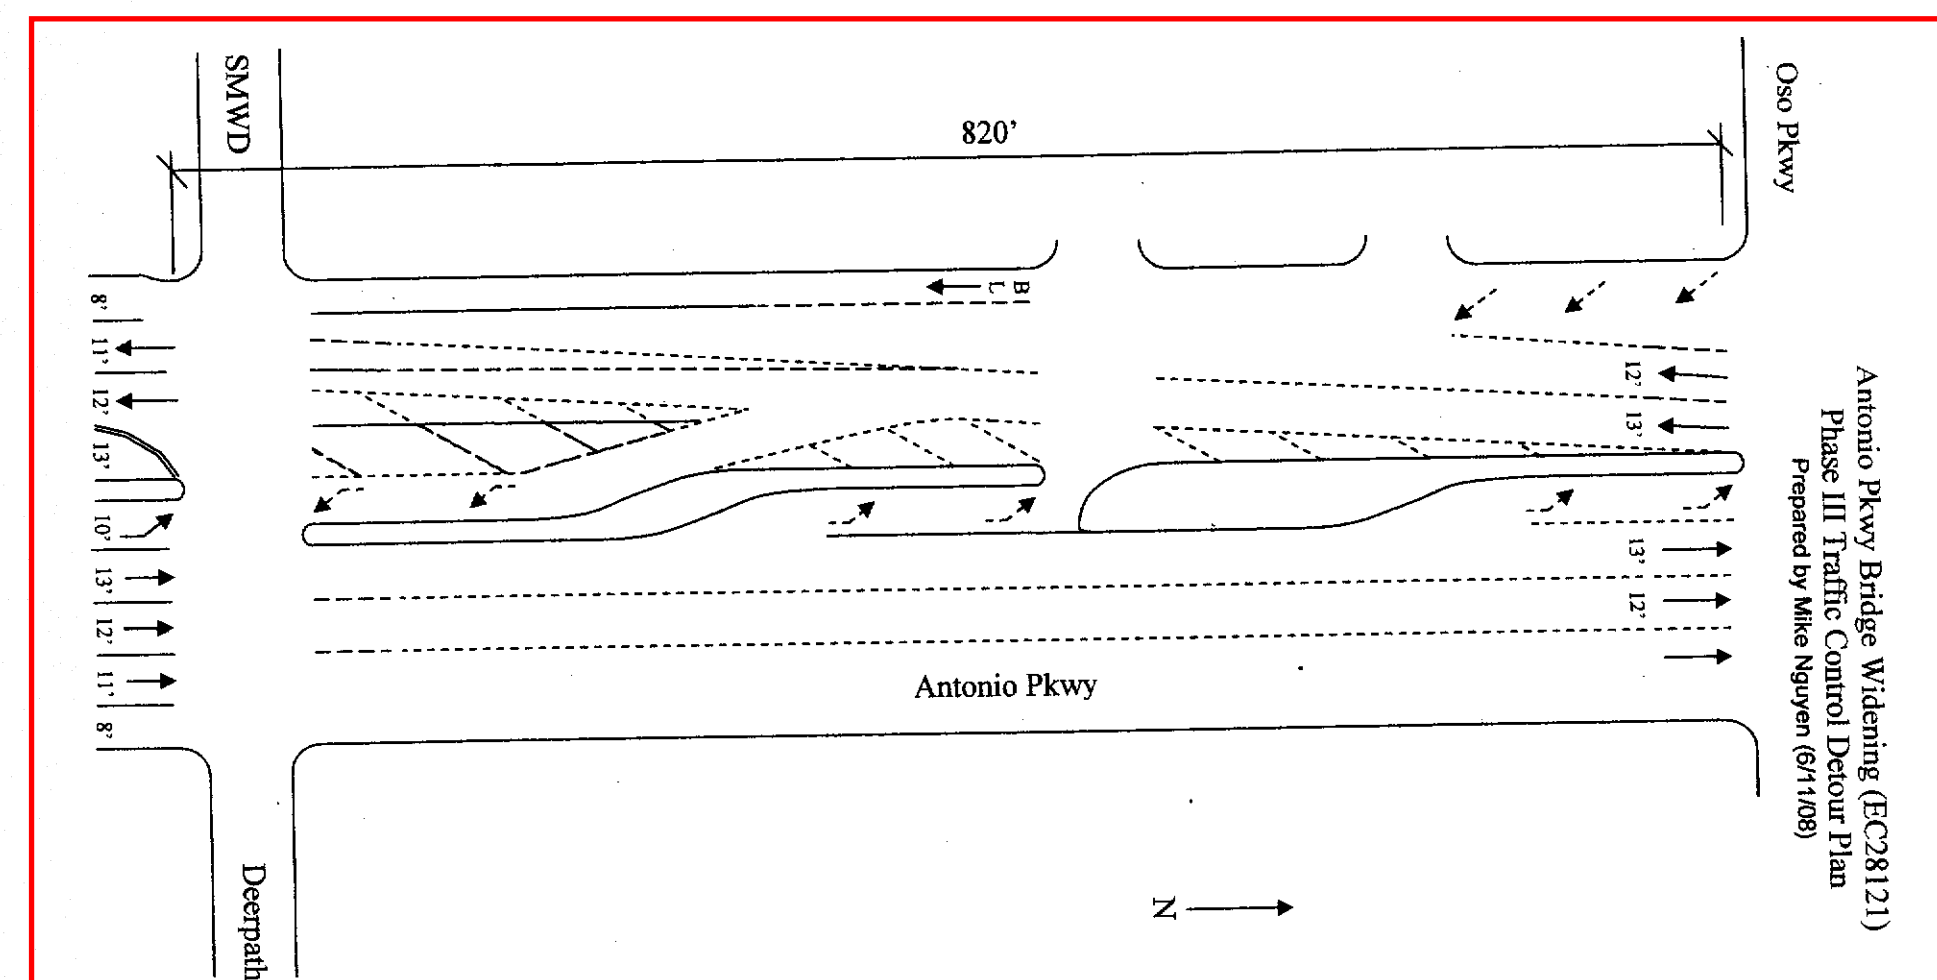 Antonio Pkwy Bridge Widening (EC28121)
Phase III Traffic Control Detour Plan
Prepared by Mike Nguyen (6/11/08)
Oso Pkwy
SMWD
820'
B
L
12'
13'
13'
12'
8'
11'
12'
13'
10'
13'
12'
11'
8'
Antonio Pkwy
N
Deerpath